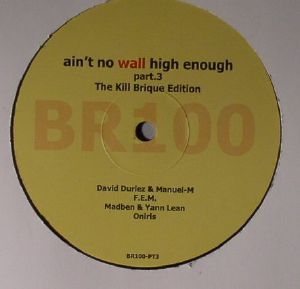 ain't no wall high enough
part.3
The Kill Brique Edition
BR100
David Duriez & Manuel-M
F.E.M.
Madben & Yann Lean
Oniris
BR100-PT3